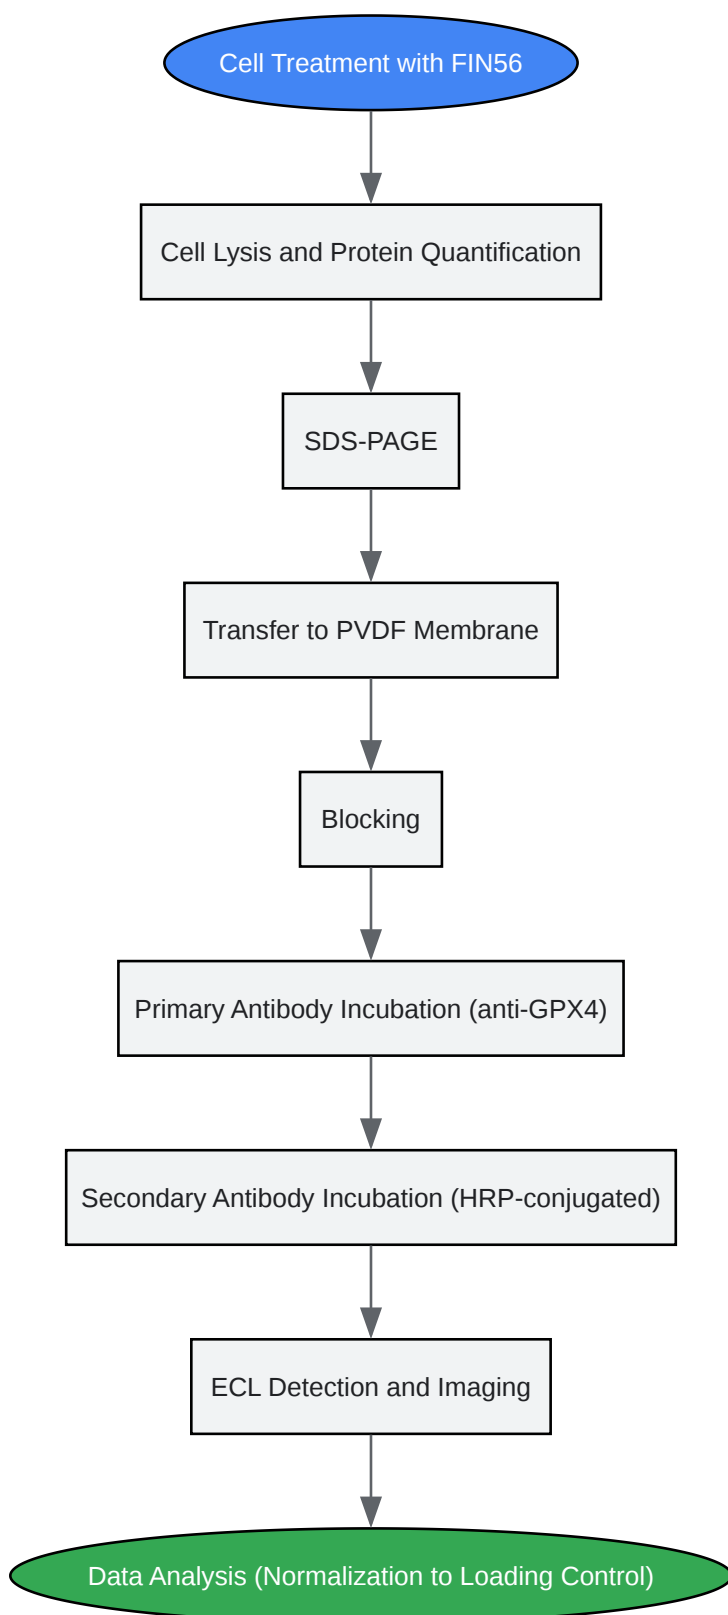 Cell Treatment with FIN56
Cell Lysis and Protein Quantification
SDS-PAGE
Transfer to PVDF Membrane
Blocking
Primary Antibody Incubation (anti-GPX4)
Secondary Antibody Incubation (HRP-conjugated)
ECL Detection and Imaging
Data Analysis (Normalization to Loading Control)